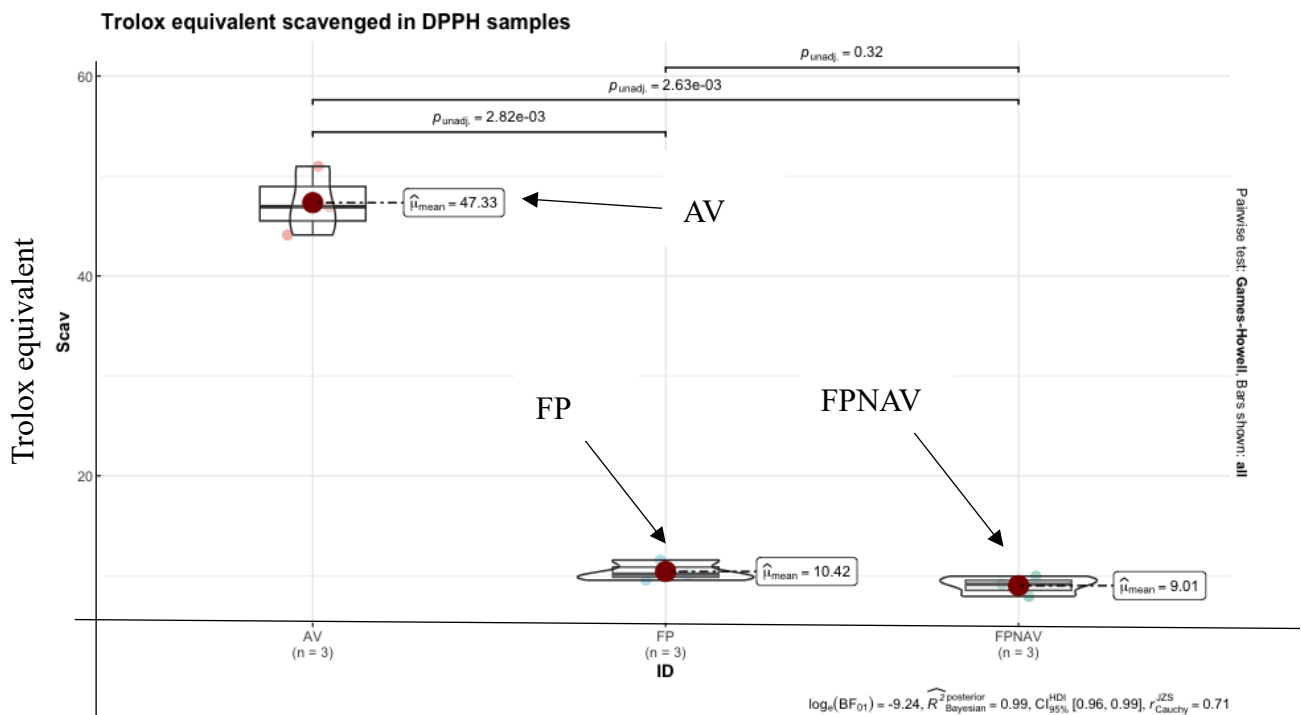 Trolox equivalent scavenged in DPPH samples
p unadj. = 0.32
p unadj. = 2.63e-03
p unadj. = 2.82e-03
60
40
20
Trolox equivalent
Scav
μ̂ mean = 47.33
AV
FP
FPNAV
μ̂ mean = 10.42
μ̂ mean = 9.01
Pairwise test: Games-Howell, Bars shown: all
AV
(n = 3)
FP
(n = 3)
FPNAV
(n = 3)
ID
logₑ(BF₀₁) = -9.24, R̂² posterior Bayesian = 0.99, CI HDI 95% [0.96, 0.99], r JZS Cauchy = 0.71